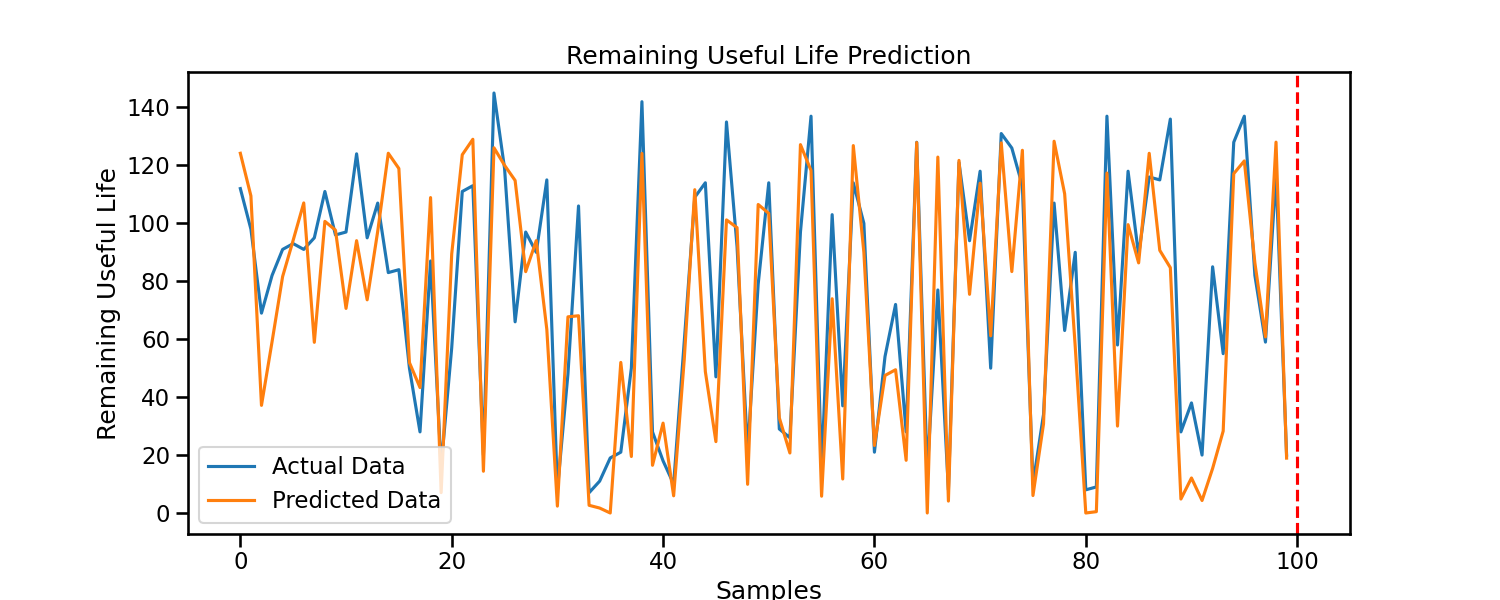 Remaining Useful Life Prediction
Remaining Useful Life
140
120
100
80
60
40
20
0
Actual Data
Predicted Data
0 20 40 60 80 100
Samples